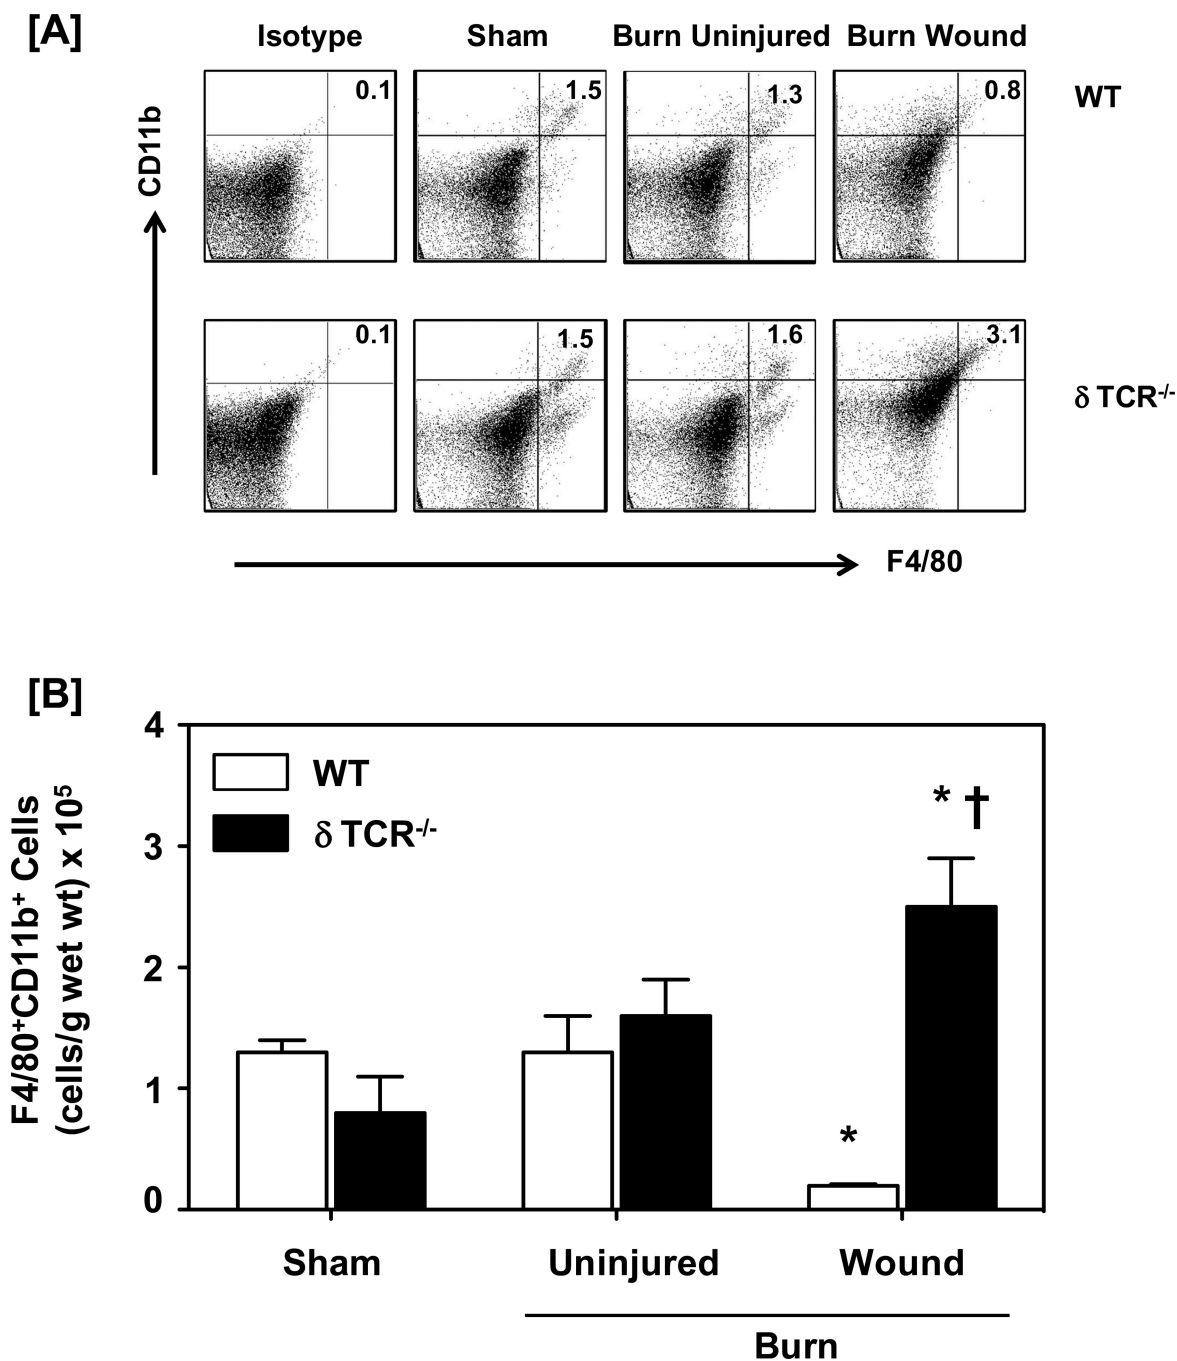 [A]
Isotype Sham Burn Uninjured Burn Wound
0.1 1.5 1.3 0.8 WT
CD11b
0.1 1.5 1.6 3.1 δ TCR-/-
F4/80
[B]
4
3
2
1
0
F4/80+CD11b+ Cells
(cells/g wet wt) x 10⁵
WT
δ TCR-/-
* †
*
Sham Uninjured Wound
Burn